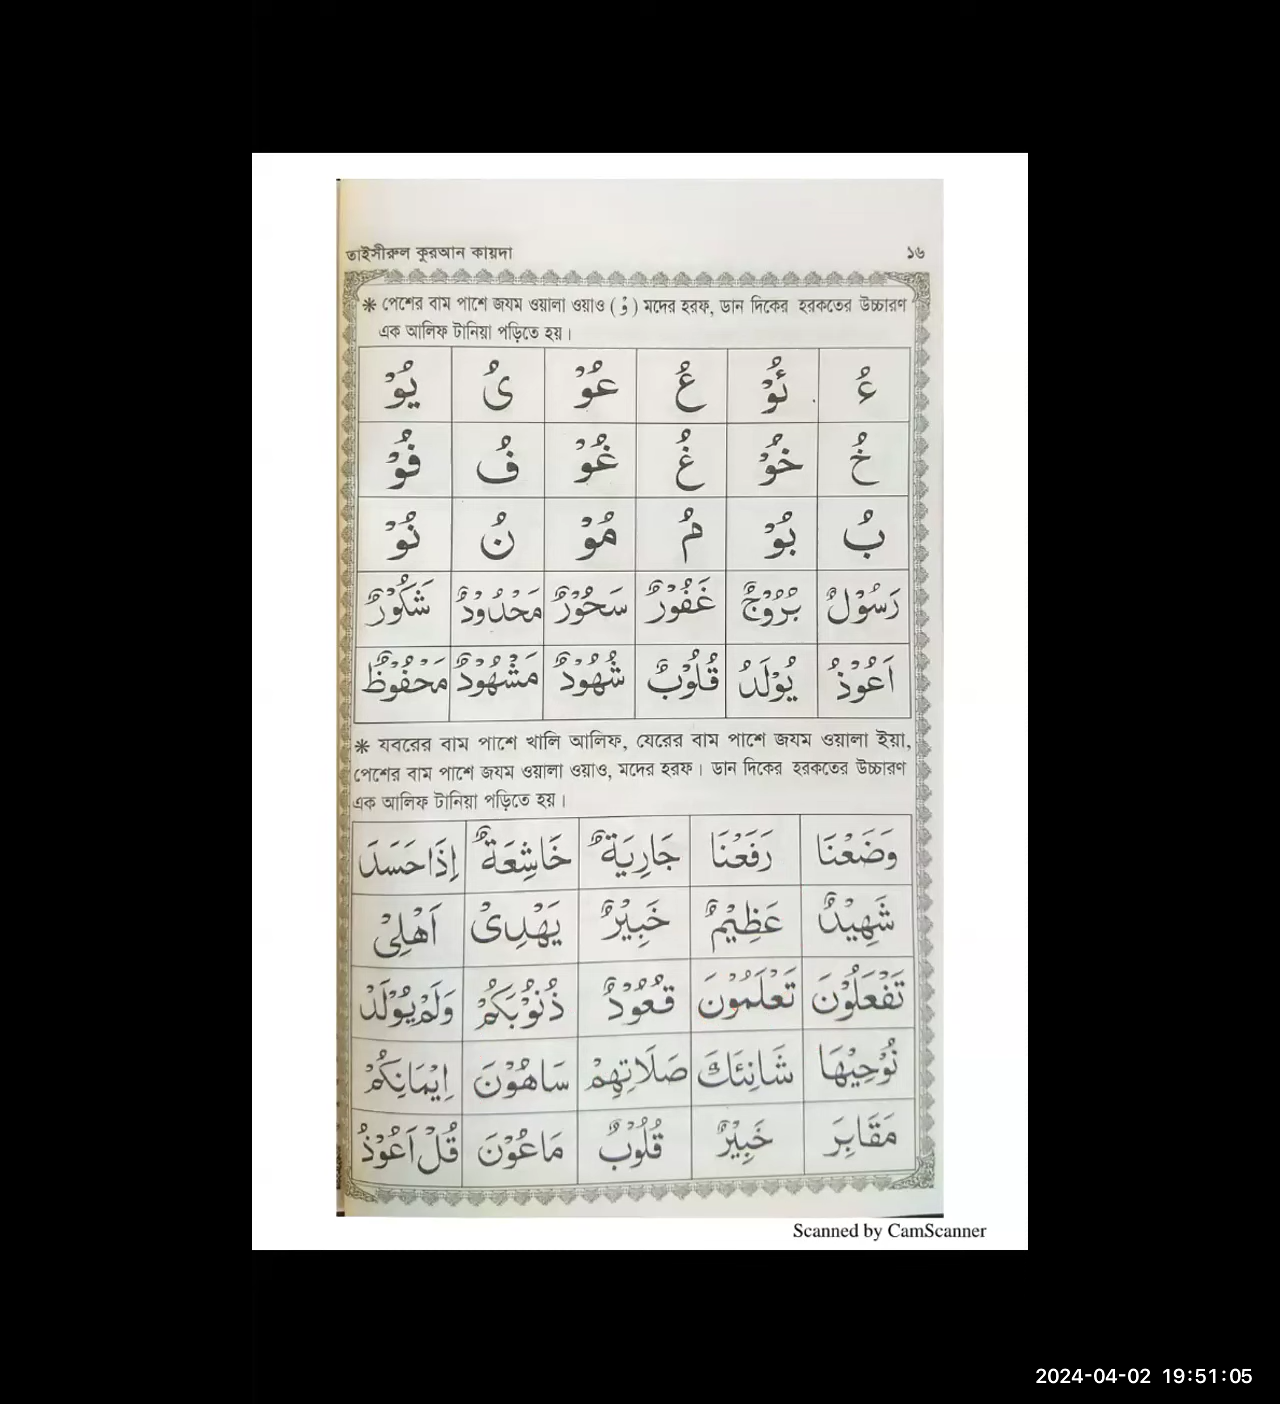 তাইসীরুল কুরআন কায়দা ১৬
* পেশের বাম পাশে জযম ওয়ালা ওয়াও ( وْ ) মদের হরফ, ডান দিকের হরকতের উচ্চারণ
এক আলিফ টানিয়া পড়িতে হয়।
ءُ ئُوْ عُ عُوْ ىُ يُوْ
خُ خُوْ غُ غُوْ فُ فُوْ
بُ بُوْ مُ مُوْ نُ نُوْ
رَسُوْلٌ بُرُوْجٌ غَفُوْرٌ سَحُوْرٌ مَحْدُوْدٌ شَكُوْرٌ
اَعُوْذُ يُوْلَدُ قُلُوْبٌ شُهُوْدٌ مَشْهُوْدٌ مَحْفُوْظٌ
* যবরের বাম পাশে খালি আলিফ, যেরের বাম পাশে জযম ওয়ালা ইয়া,
পেশের বাম পাশে জযম ওয়ালা ওয়াও, মদের হরফ। ডান দিকের হরকতের উচ্চারণ
এক আলিফ টানিয়া পড়িতে হয়।
وَضَعْنَا رَفَعْنَا جَارِيَةٌ خَاشِعَةٌ اِذَا حَسَدَ
شَهِيْدٌ عَظِيْمٌ خَبِيْرٌ يَهْدِىْ اَهْلِىْ
تَفْعَلُوْنَ تَعْلَمُوْنَ قُعُوْدٌ ذُنُوْبَكُمْ وَلَمْ يُوْلَدْ
نُوْحِيْهَا شَانِئَكَ صَلَاتِهِمْ سَاهُوْنَ اِيْمَانِكُمْ
مَقَابِرَ خَبِيْرٌ قُلُوْبٌ مَاعُوْنَ قُلْ اَعُوْذُ
Scanned by CamScanner
2024-04-02 19:51:05